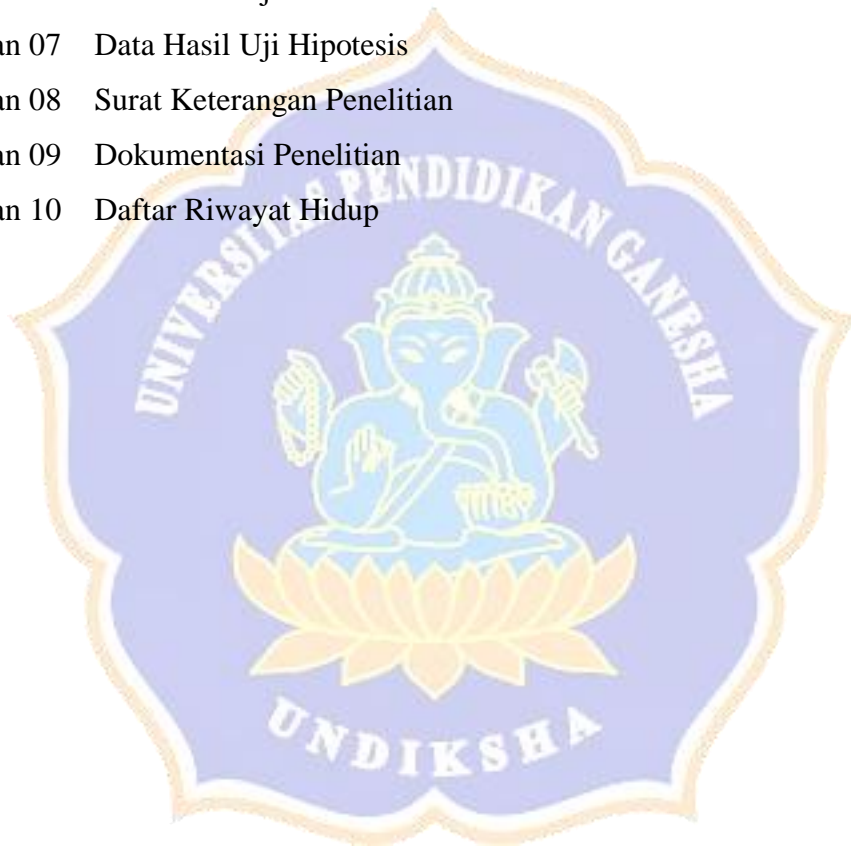 an 07 Data Hasil Uji Hipotesis
an 08 Surat Keterangan Penelitian
an 09 Dokumentasi Penelitian
an 10 Daftar Riwayat Hidup
UNIVERSITAS PENDIDIKAN GANESHA
UNDIKSHA